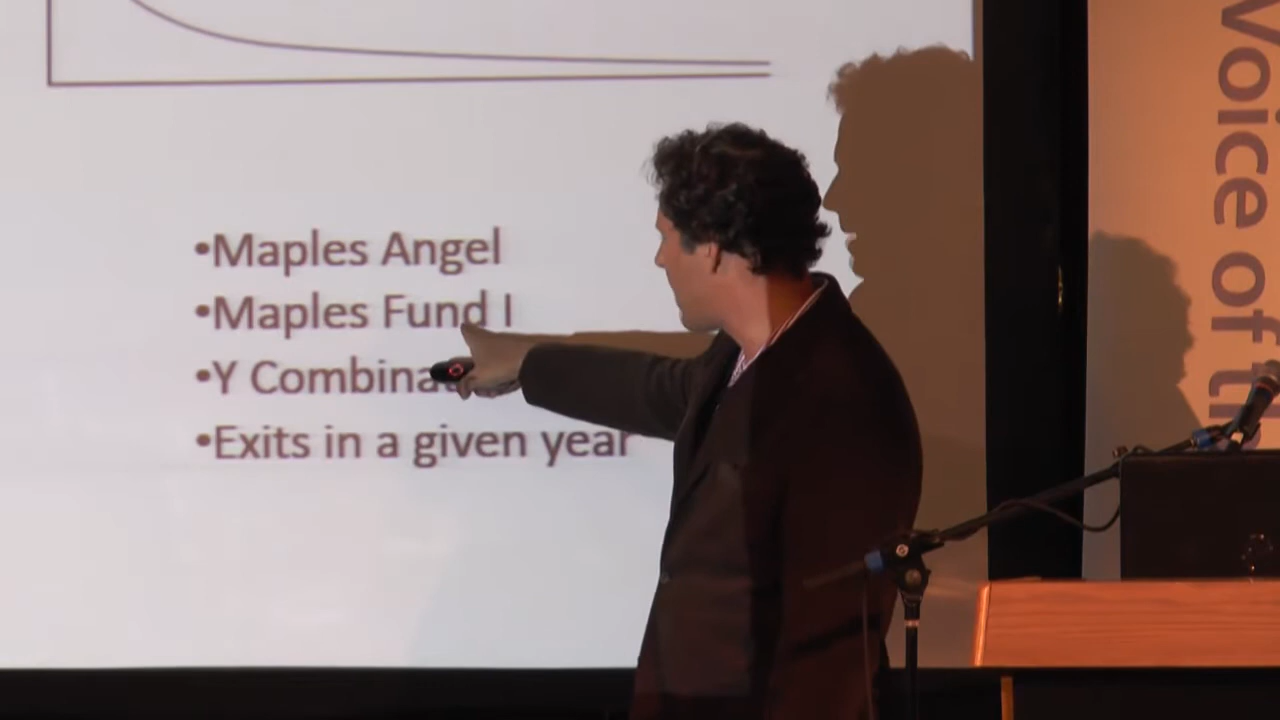 •Maples Angel
•Maples Fund I
•Y
•Exits in a given year
Voice of